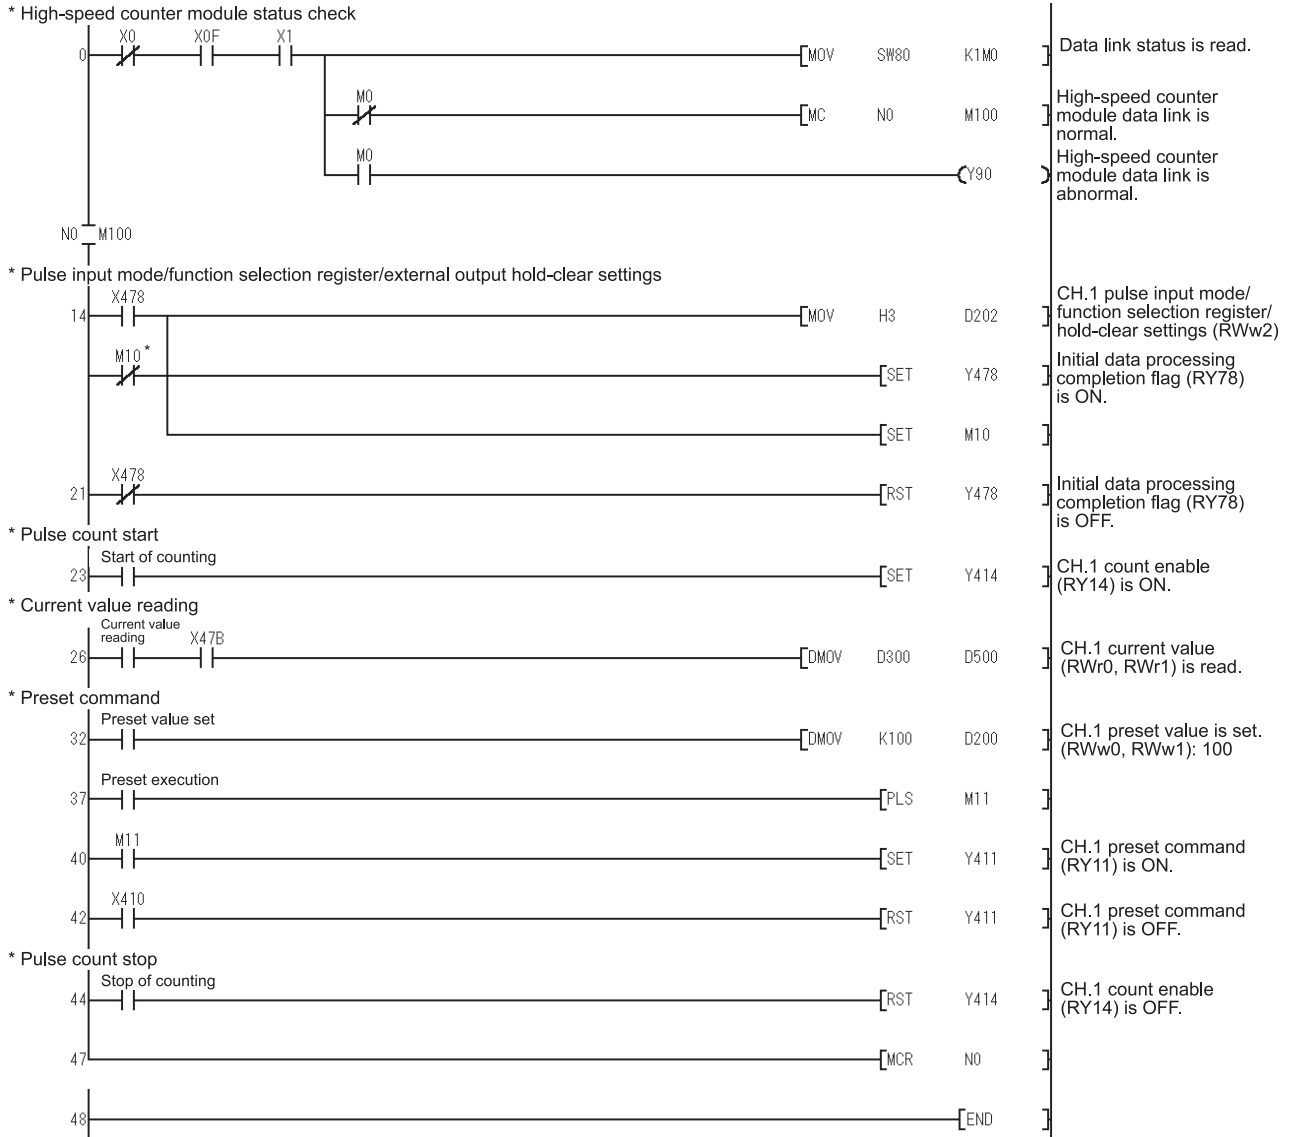 * High-speed counter module status check
X0 X0F X1
0 MOV SW80 K1M0 Data link status is read.
M0
MC N0 M100 High-speed counter
module data link is
normal.
M0
Y90 High-speed counter
module data link is
abnormal.
N0 M100
* Pulse input mode/function selection register/external output hold-clear settings
X478
14 MOV H3 D202 CH.1 pulse input mode/
function selection register/
hold-clear settings (RWw2)
M10 *
SET Y478 Initial data processing
completion flag (RY78)
is ON.
SET M10
X478
21 RST Y478 Initial data processing
completion flag (RY78)
is OFF.
* Pulse count start
Start of counting
23 SET Y414 CH.1 count enable
(RY14) is ON.
* Current value reading
Current value
reading X47B
26 DMOV D300 D500 CH.1 current value
(RWr0, RWr1) is read.
* Preset command
Preset value set
32 DMOV K100 D200 CH.1 preset value is set.
(RWw0, RWw1): 100
Preset execution
37 PLS M11
M11
40 SET Y411 CH.1 preset command
(RY11) is ON.
X410
42 RST Y411 CH.1 preset command
(RY11) is OFF.
* Pulse count stop
Stop of counting
44 RST Y414 CH.1 count enable
(RY14) is OFF.
47 MCR N0
48 END